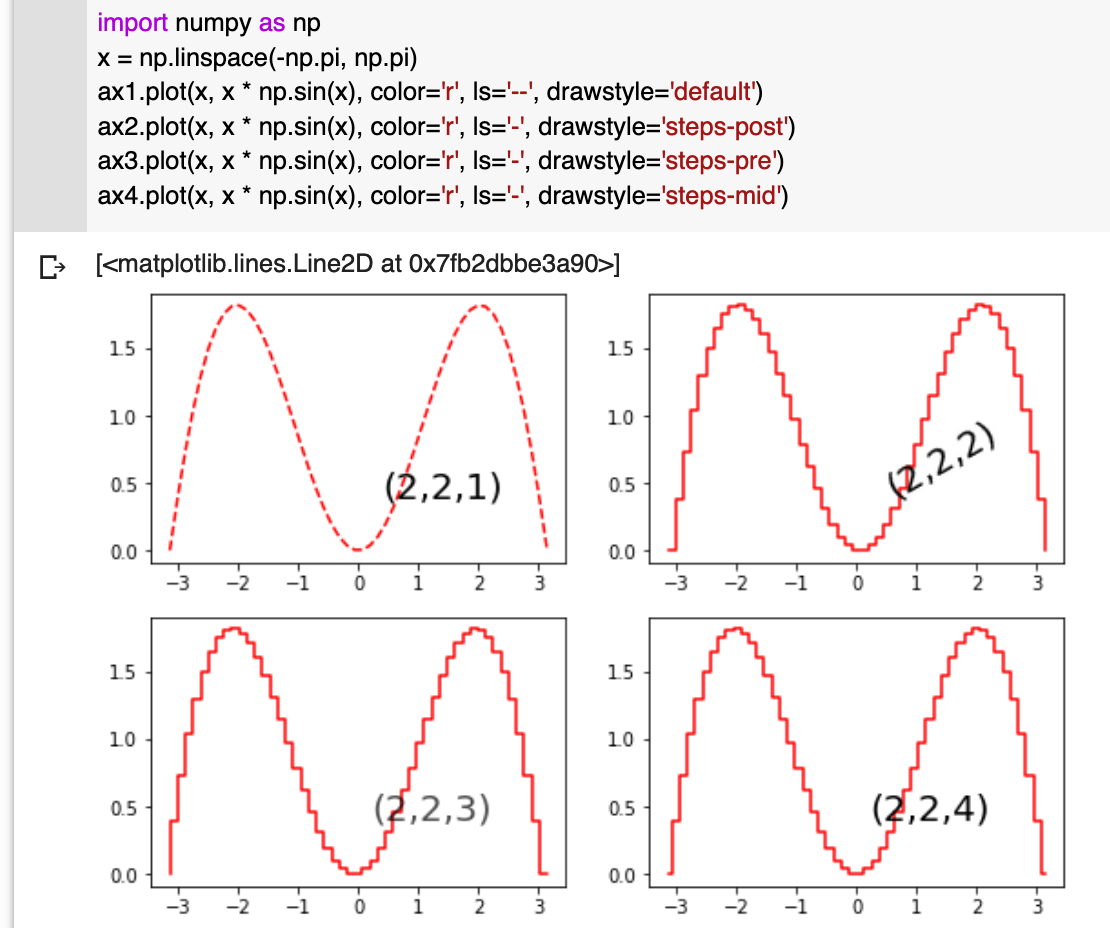 import numpy as np
x = np.linspace(-np.pi, np.pi)
ax1.plot(x, x * np.sin(x), color='r', ls='--', drawstyle='default')
ax2.plot(x, x * np.sin(x), color='r', ls='-', drawstyle='steps-post')
ax3.plot(x, x * np.sin(x), color='r', ls='-', drawstyle='steps-pre')
ax4.plot(x, x * np.sin(x), color='r', ls='-', drawstyle='steps-mid')
[<matplotlib.lines.Line2D at 0x7fb2dbbe3a90>]
1.5
1.0
0.5
0.0
(2,2,1)
−3 −2 −1 0 1 2 3
1.5
1.0
0.5
0.0
(2,2,2)
−3 −2 −1 0 1 2 3
1.5
1.0
0.5
0.0
(2,2,3)
−3 −2 −1 0 1 2 3
1.5
1.0
0.5
0.0
(2,2,4)
−3 −2 −1 0 1 2 3